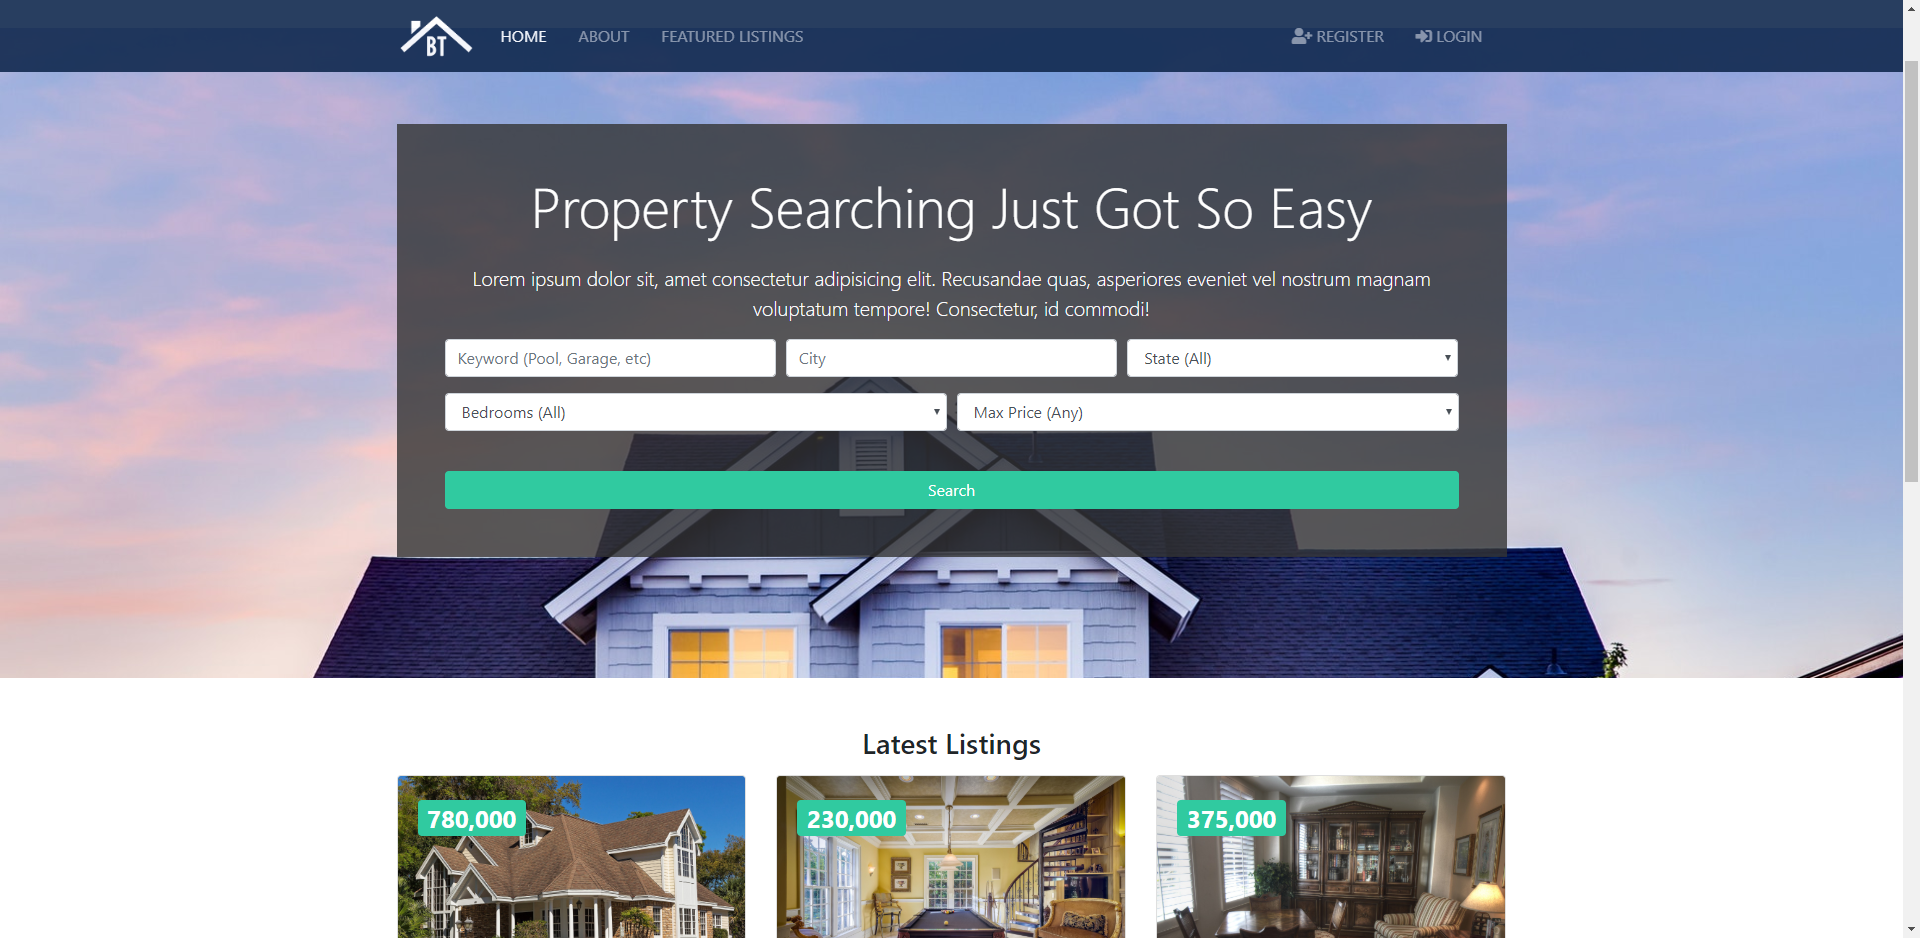 BT
HOME
ABOUT
FEATURED LISTINGS
REGISTER
LOGIN
Property Searching Just Got So Easy
Lorem ipsum dolor sit, amet consectetur adipisicing elit. Recusandae quas, asperiores eveniet vel nostrum magnam
voluptatum tempore! Consectetur, id commodi!
Keyword (Pool, Garage, etc)
City
State (All)
Bedrooms (All)
Max Price (Any)
Search
Latest Listings
780,000
230,000
375,000